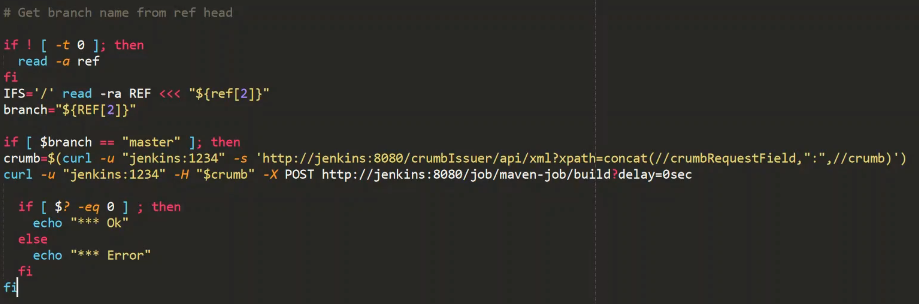 # Get branch name from ref head
if ! [ -t 0 ]; then
read -a ref
fi
IFS='/' read -ra REF <<< "${ref[2]}"
branch="${REF[2]}"
if [ $branch == "master" ]; then
crumb=$(curl -u "jenkins:1234" -s 'http://jenkins:8080/crumbIssuer/api/xml?xpath=concat(//crumbRequestField,":",//crumb)')
curl -u "jenkins:1234" -H "$crumb" -X POST http://jenkins:8080/job/maven-job/build?delay=0sec
if [ $? -eq 0 ] ; then
echo "*** Ok"
else
echo "*** Error"
fi
fi